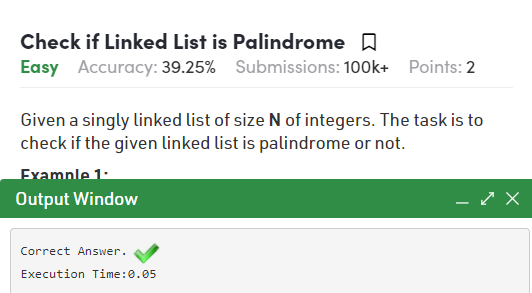 Check if Linked List is Palindrome
Easy Accuracy: 39.25% Submissions: 100k+ Points: 2
Given a singly linked list of size N of integers. The task is to
check if the given linked list is palindrome or not.
Example 1:
Output Window
Correct Answer.
Execution Time:0.05